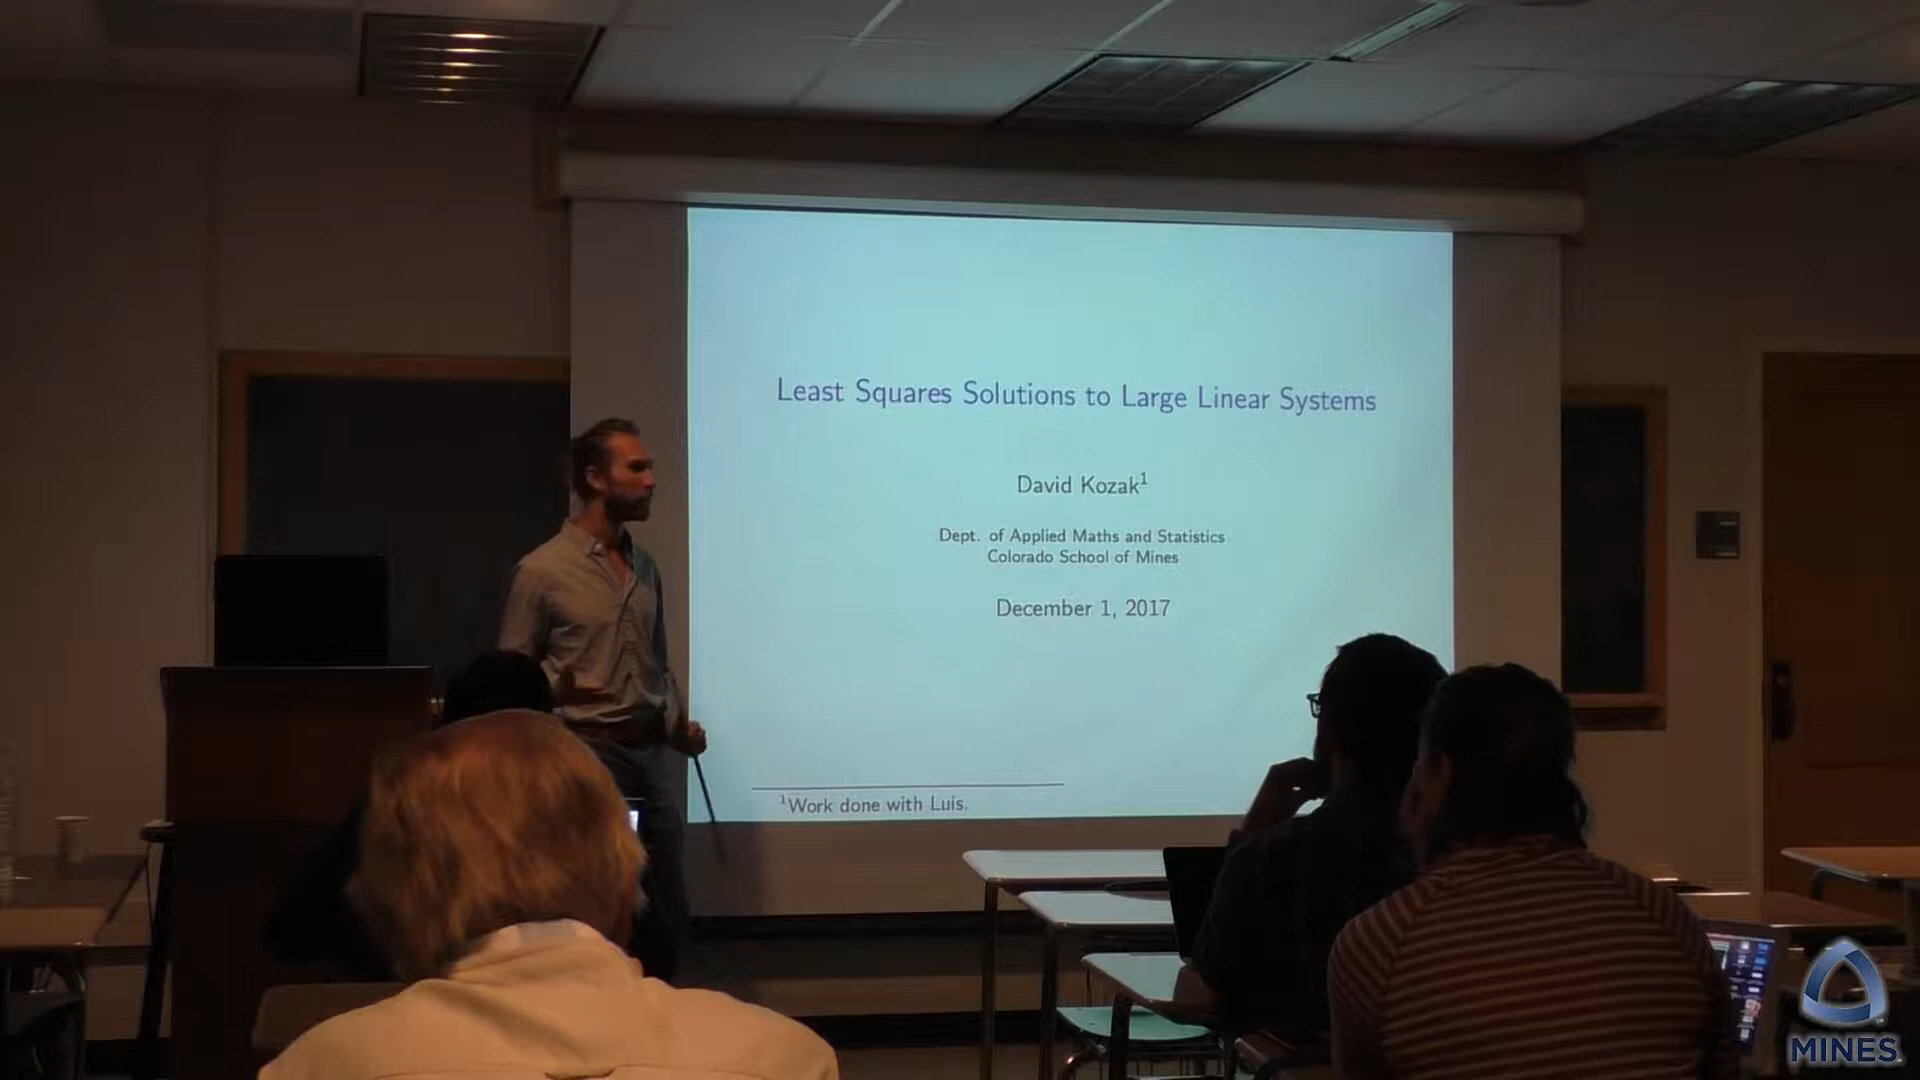 Least Squares Solutions to Large Linear Systems
David Kozak¹
Dept. of Applied Maths and Statistics
Colorado School of Mines
December 1, 2017
¹Work done with Luis.
MINES